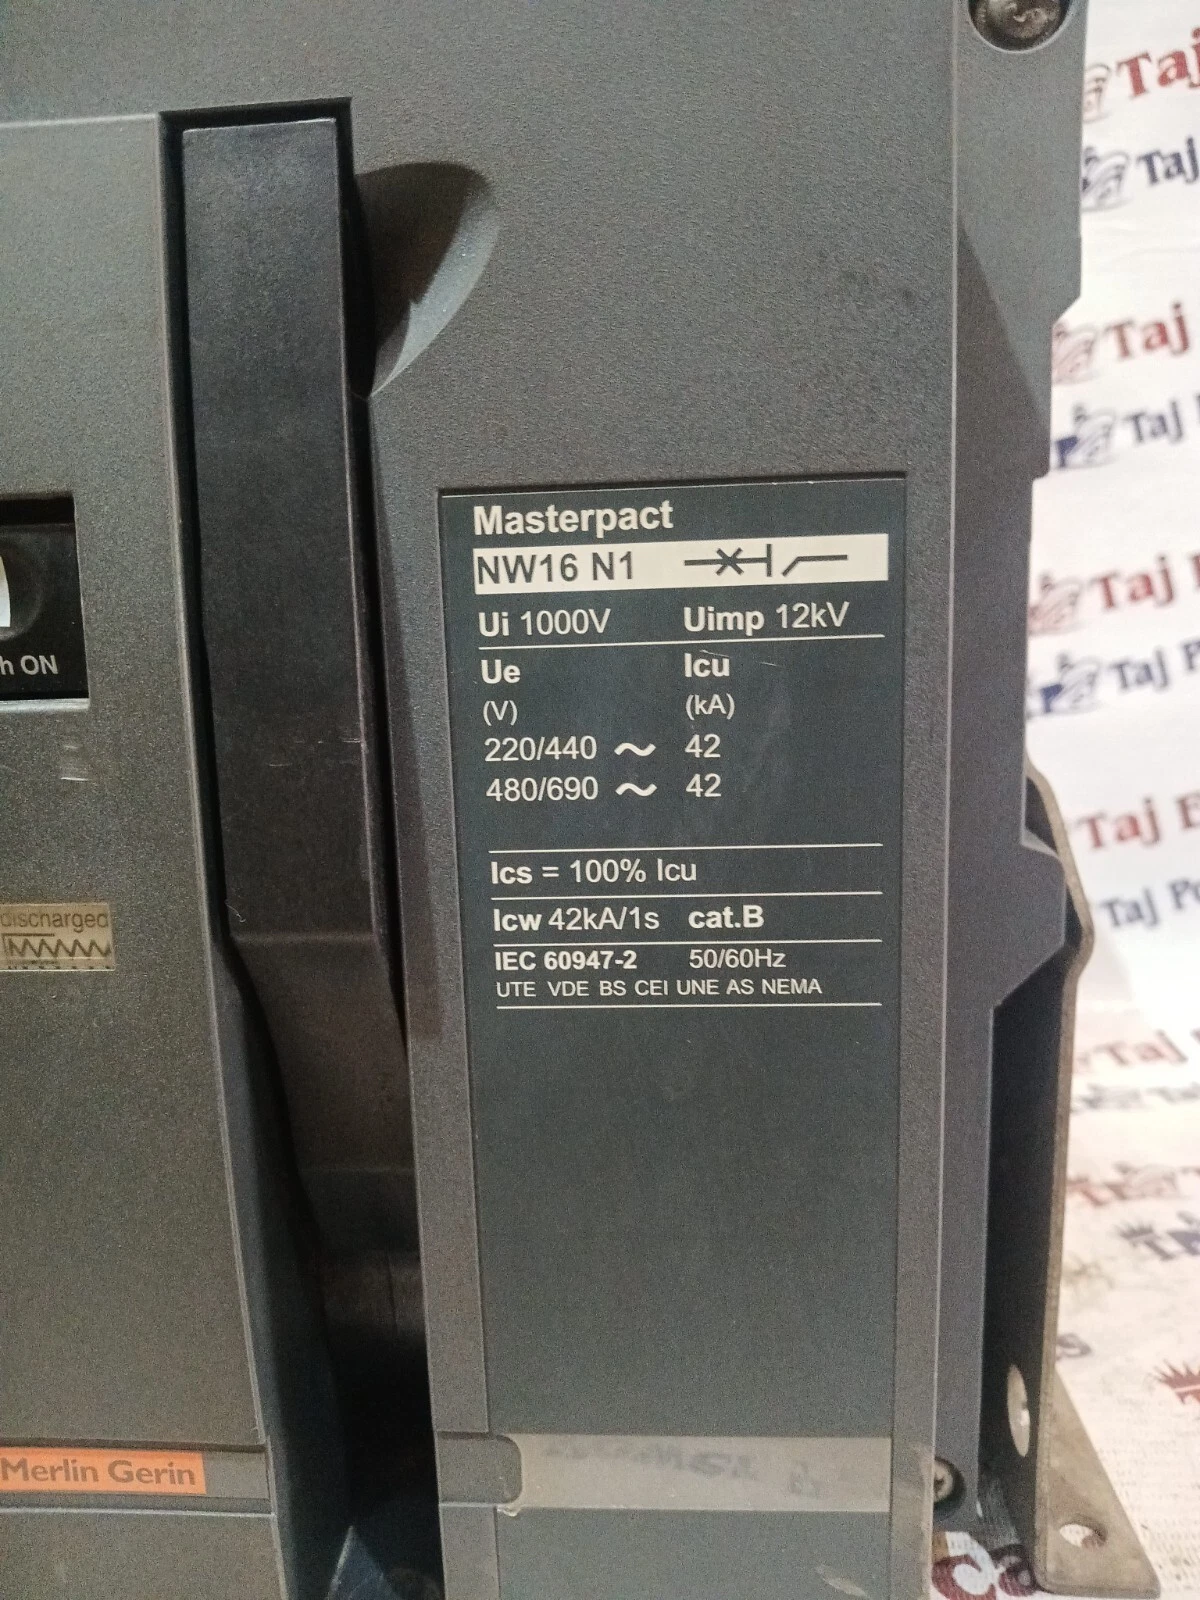 Masterpact
NW16 N1
Ui 1000V Uimp 12kV
Ue Icu
(V) (kA)
220/440 ~ 42
480/690 ~ 42
Ics = 100% Icu
Icw 42kA/1s cat.B
IEC 60947-2 50/60Hz
UTE VDE BS CEI UNE AS NEMA
h ON
discharged
Merlin Gerin
Taj
Taj
Taj
Taj
Taj
Taj P
Taj E
Taj P
Taj
Taj